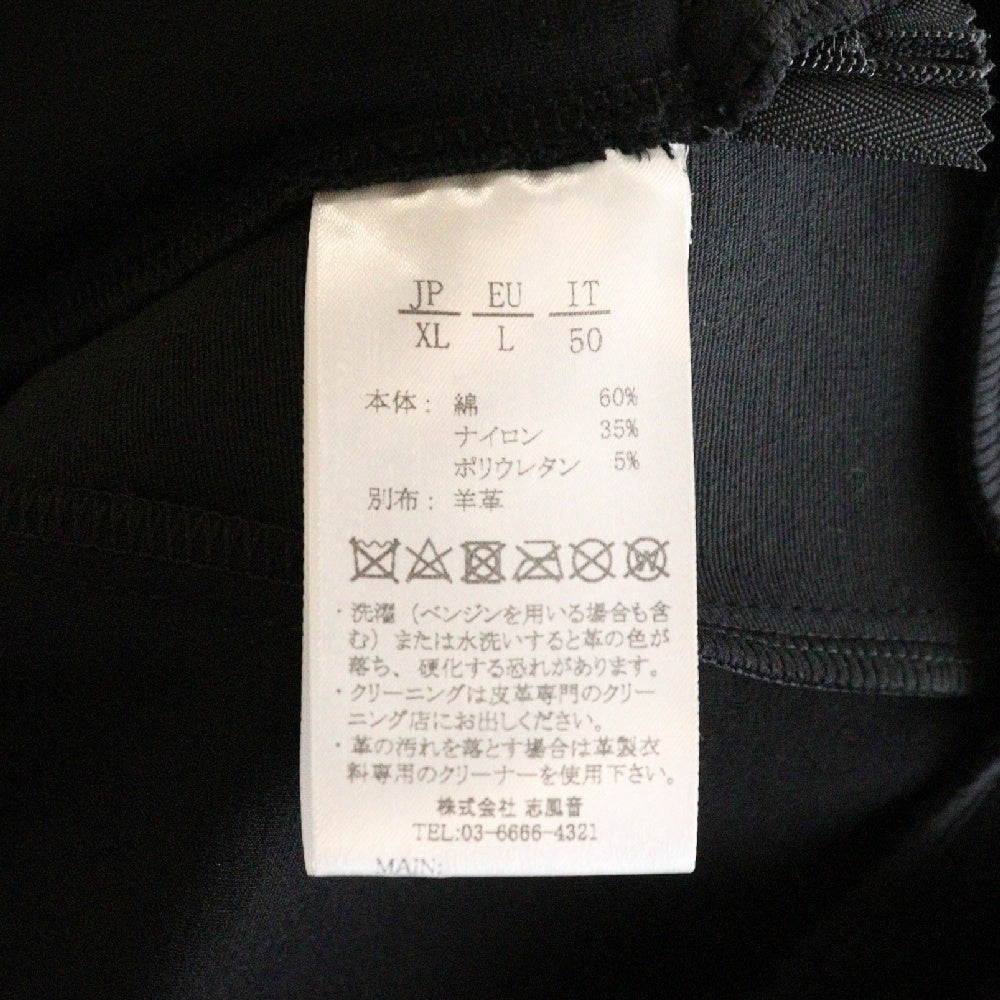 JP EU IT
XL L 50
本体： 綿 60%
ナイロン 35%
ポリウレタン 5%
別布： 羊革
W
・洗濯（ベンジンを用いる場合も含
む）または水洗いすると革の色が
落ち、硬化する恐れがあります。
・クリーニングは皮革専門のクリー
ニング店にお出しください。
・革の汚れを落とす場合は革製衣
料専用のクリーナーを使用下さい。
株式会社 志風音
TEL:03-6666-4321
MAIN: